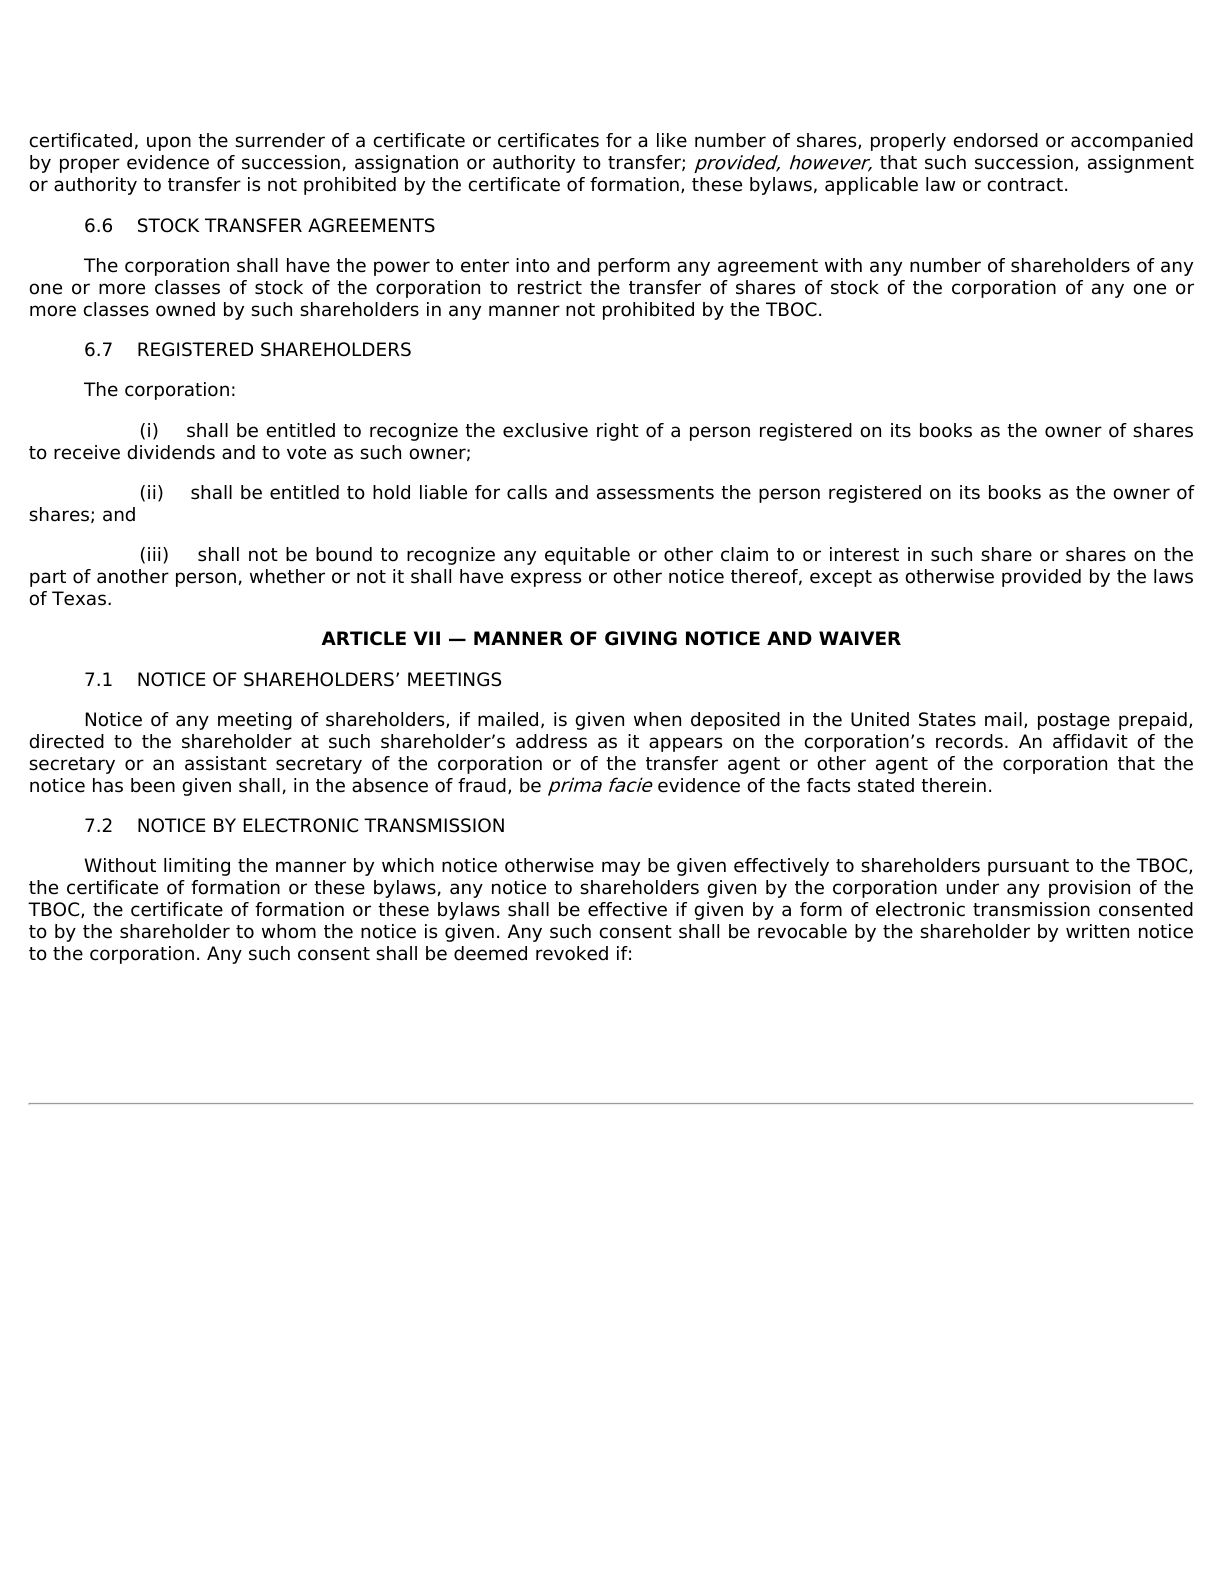 certificated, upon the surrender of a certificate or certificates for a like number of shares, properly endorsed or accompanied
by proper evidence of succession, assignation or authority to transfer; provided, however, that such succession, assignment
or authority to transfer is not prohibited by the certificate of formation, these bylaws, applicable law or contract.
6.6 STOCK TRANSFER AGREEMENTS
The corporation shall have the power to enter into and perform any agreement with any number of shareholders of any
one or more classes of stock of the corporation to restrict the transfer of shares of stock of the corporation of any one or
more classes owned by such shareholders in any manner not prohibited by the TBOC.
6.7 REGISTERED SHAREHOLDERS
The corporation:
(i) shall be entitled to recognize the exclusive right of a person registered on its books as the owner of shares
to receive dividends and to vote as such owner;
(ii) shall be entitled to hold liable for calls and assessments the person registered on its books as the owner of
shares; and
(iii) shall not be bound to recognize any equitable or other claim to or interest in such share or shares on the
part of another person, whether or not it shall have express or other notice thereof, except as otherwise provided by the laws
of Texas.
ARTICLE VII — MANNER OF GIVING NOTICE AND WAIVER
7.1 NOTICE OF SHAREHOLDERS’ MEETINGS
Notice of any meeting of shareholders, if mailed, is given when deposited in the United States mail, postage prepaid,
directed to the shareholder at such shareholder’s address as it appears on the corporation’s records. An affidavit of the
secretary or an assistant secretary of the corporation or of the transfer agent or other agent of the corporation that the
notice has been given shall, in the absence of fraud, be prima facie evidence of the facts stated therein.
7.2 NOTICE BY ELECTRONIC TRANSMISSION
Without limiting the manner by which notice otherwise may be given effectively to shareholders pursuant to the TBOC,
the certificate of formation or these bylaws, any notice to shareholders given by the corporation under any provision of the
TBOC, the certificate of formation or these bylaws shall be effective if given by a form of electronic transmission consented
to by the shareholder to whom the notice is given. Any such consent shall be revocable by the shareholder by written notice
to the corporation. Any such consent shall be deemed revoked if: